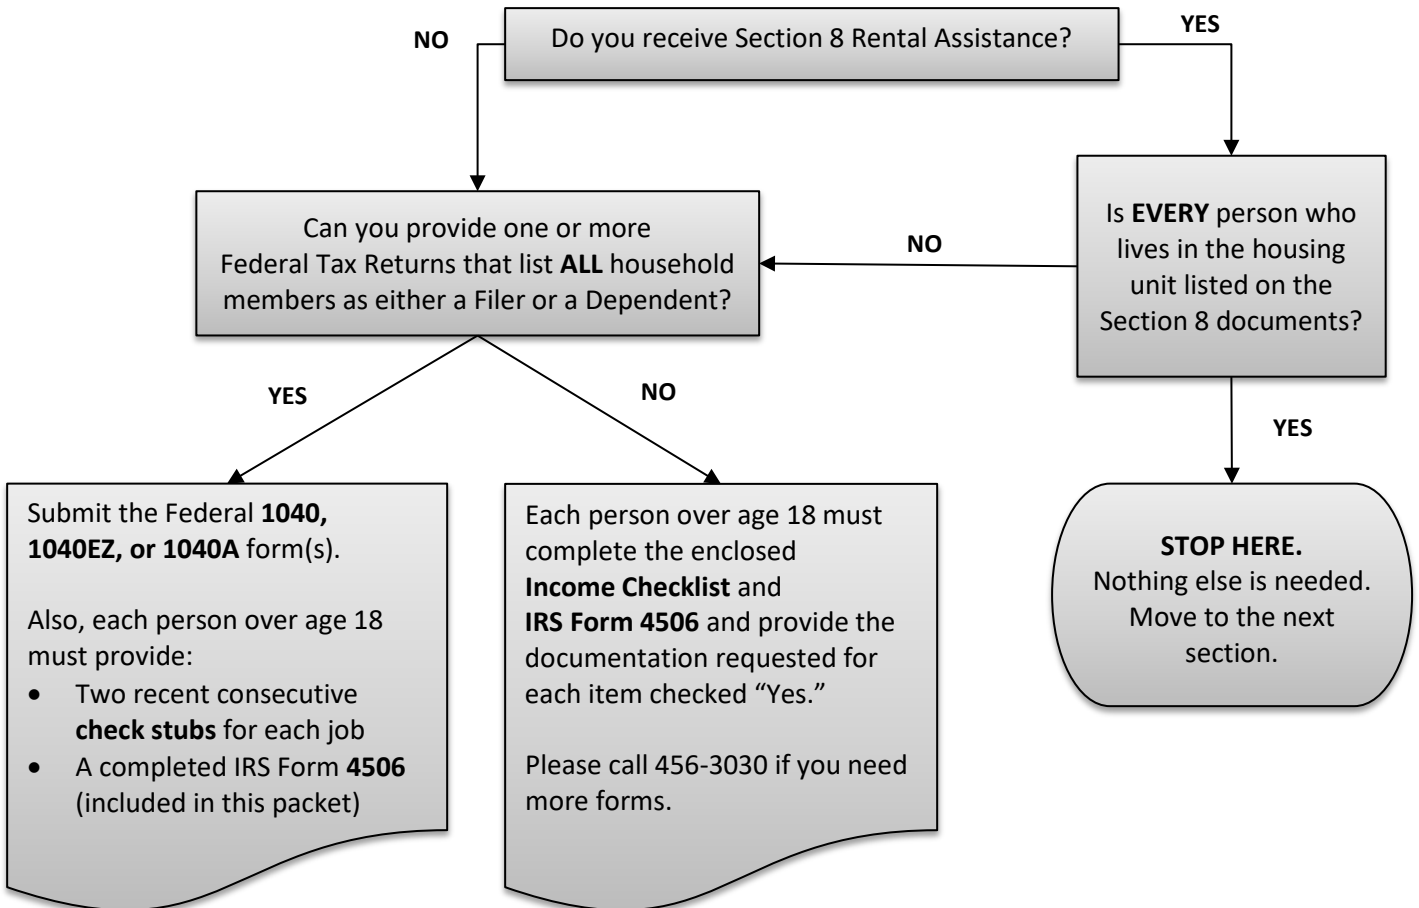 Do you receive Section 8 Rental Assistance?
NO
YES
Can you provide one or more
Federal Tax Returns that list ALL household
members as either a Filer or a Dependent?
NO
Is EVERY person who
lives in the housing
unit listed on the
Section 8 documents?
YES
NO
YES
Submit the Federal 1040,
1040EZ, or 1040A form(s).
Also, each person over age 18
must provide:
• Two recent consecutive
check stubs for each job
• A completed IRS Form 4506
(included in this packet)
Each person over age 18 must
complete the enclosed
Income Checklist and
IRS Form 4506 and provide the
documentation requested for
each item checked “Yes.”
Please call 456-3030 if you need
more forms.
STOP HERE.
Nothing else is needed.
Move to the next
section.